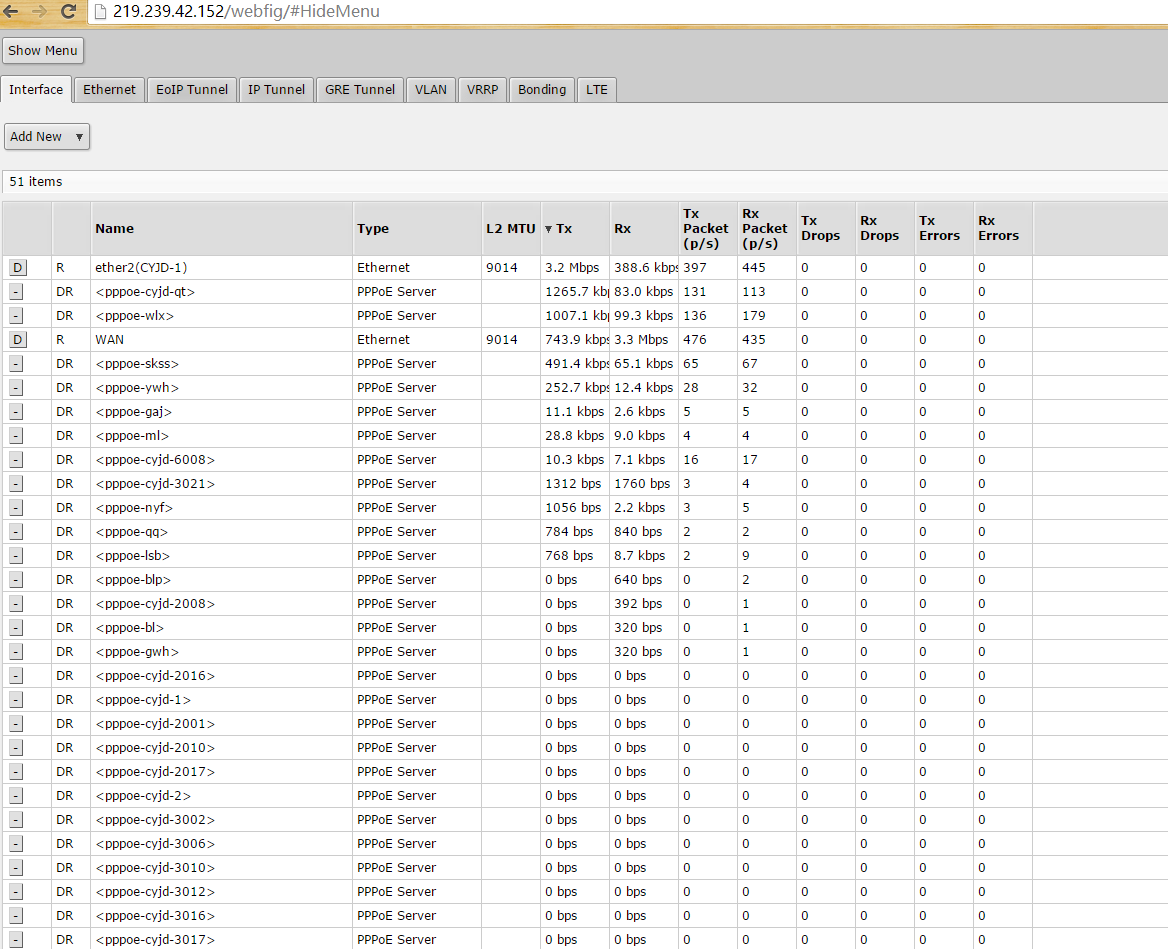 219.239.42.152/webfig/#HideMenu
Show Menu
Interface Ethernet EoIP Tunnel IP Tunnel GRE Tunnel VLAN VRRP Bonding LTE
Add New ▼
51 items
Name Type L2 MTU ▼ Tx Rx Tx Packet (p/s) Rx Packet (p/s) Tx Drops Rx Drops Tx Errors Rx Errors
D R ether2(CYJD-1) Ethernet 9014 3.2 Mbps 388.6 kbps 397 445 0 0 0 0
- DR <pppoe-cyjd-qt> PPPoE Server 1265.7 kb 83.0 kbps 131 113 0 0 0 0
- DR <pppoe-wlx> PPPoE Server 1007.1 kb 99.3 kbps 136 179 0 0 0 0
D R WAN Ethernet 9014 743.9 kbps 3.3 Mbps 476 435 0 0 0 0
- DR <pppoe-skss> PPPoE Server 491.4 kbps 65.1 kbps 65 67 0 0 0 0
- DR <pppoe-ywh> PPPoE Server 252.7 kbps 12.4 kbps 28 32 0 0 0 0
- DR <pppoe-gaj> PPPoE Server 11.1 kbps 2.6 kbps 5 5 0 0 0 0
- DR <pppoe-ml> PPPoE Server 28.8 kbps 9.0 kbps 4 4 0 0 0 0
- DR <pppoe-cyjd-6008> PPPoE Server 10.3 kbps 7.1 kbps 16 17 0 0 0 0
- DR <pppoe-cyjd-3021> PPPoE Server 1312 bps 1760 bps 3 4 0 0 0 0
- DR <pppoe-nyf> PPPoE Server 1056 bps 2.2 kbps 3 5 0 0 0 0
- DR <pppoe-qq> PPPoE Server 784 bps 840 bps 2 2 0 0 0 0
- DR <pppoe-lsb> PPPoE Server 768 bps 8.7 kbps 2 9 0 0 0 0
- DR <pppoe-blp> PPPoE Server 0 bps 640 bps 0 2 0 0 0 0
- DR <pppoe-cyjd-2008> PPPoE Server 0 bps 392 bps 0 1 0 0 0 0
- DR <pppoe-bl> PPPoE Server 0 bps 320 bps 0 1 0 0 0 0
- DR <pppoe-gwh> PPPoE Server 0 bps 320 bps 0 1 0 0 0 0
- DR <pppoe-cyjd-2016> PPPoE Server 0 bps 0 bps 0 0 0 0 0 0
- DR <pppoe-cyjd-1> PPPoE Server 0 bps 0 bps 0 0 0 0 0 0
- DR <pppoe-cyjd-2001> PPPoE Server 0 bps 0 bps 0 0 0 0 0 0
- DR <pppoe-cyjd-2010> PPPoE Server 0 bps 0 bps 0 0 0 0 0 0
- DR <pppoe-cyjd-2017> PPPoE Server 0 bps 0 bps 0 0 0 0 0 0
- DR <pppoe-cyjd-2> PPPoE Server 0 bps 0 bps 0 0 0 0 0 0
- DR <pppoe-cyjd-3002> PPPoE Server 0 bps 0 bps 0 0 0 0 0 0
- DR <pppoe-cyjd-3006> PPPoE Server 0 bps 0 bps 0 0 0 0 0 0
- DR <pppoe-cyjd-3010> PPPoE Server 0 bps 0 bps 0 0 0 0 0 0
- DR <pppoe-cyjd-3012> PPPoE Server 0 bps 0 bps 0 0 0 0 0 0
- DR <pppoe-cyjd-3016> PPPoE Server 0 bps 0 bps 0 0 0 0 0 0
- DR <pppoe-cyjd-3017> PPPoE Server 0 bps 0 bps 0 0 0 0 0 0